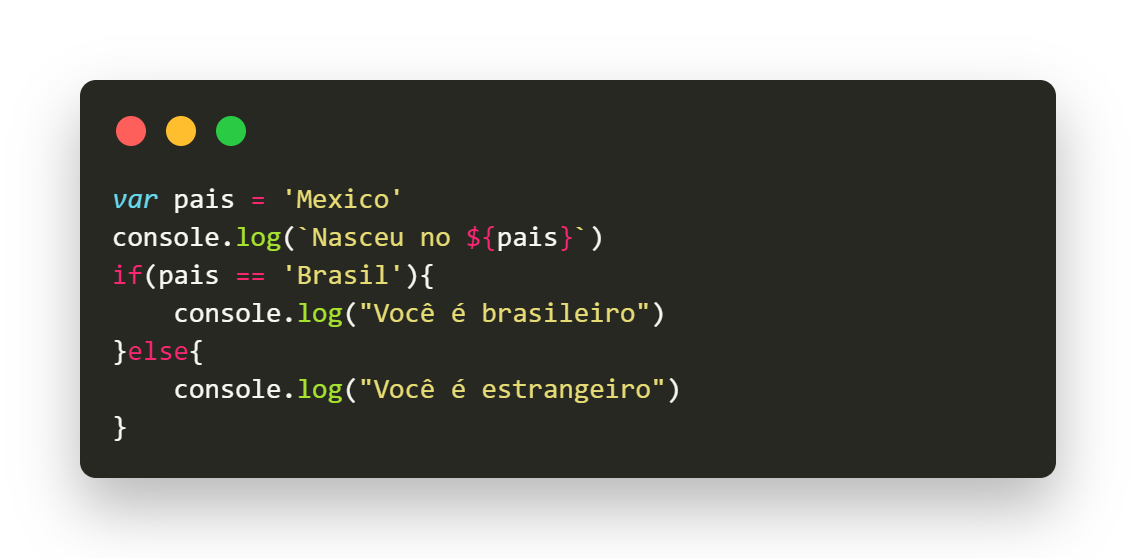 var pais = 'Mexico'
console.log(`Nasceu no ${pais}`)
if(pais == 'Brasil'){
    console.log("Você é brasileiro")
}else{
    console.log("Você é estrangeiro")
}